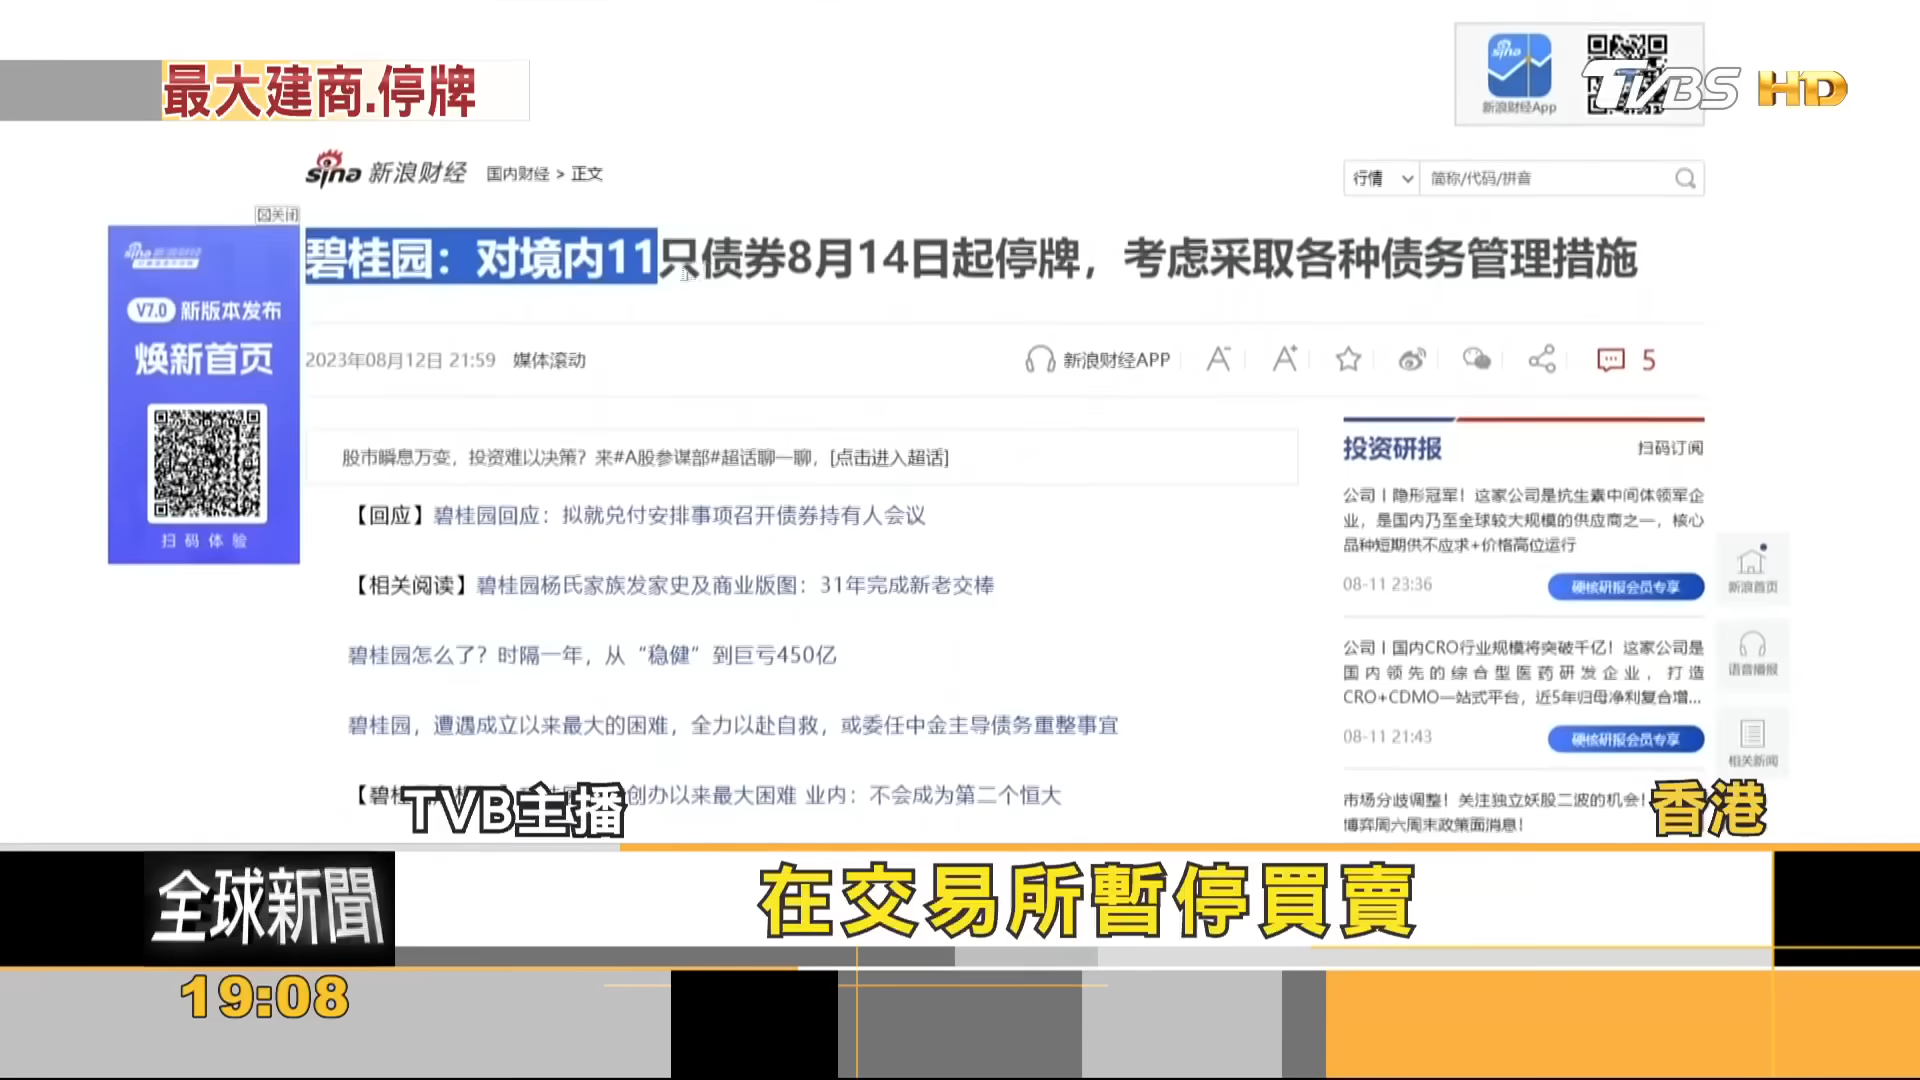 最大建商.停牌
sina
新浪财经App
TVBS HD
sina 新浪财经 国内财经 > 正文
行情 简称/代码/拼音
关闭
碧桂园：对境内11只债券8月14日起停牌，考虑采取各种债务管理措施
V7.0 新版本发布
焕新首页
扫码体验
2023年08月12日 21:59 媒体滚动
新浪财经APP A- A+ 5
股市瞬息万变，投资难以决策？来#A股参谋部#超话聊一聊，[点击进入超话]
【回应】碧桂园回应：拟就兑付安排事项召开债券持有人会议
【相关阅读】碧桂园杨氏家族发家史及商业版图：31年完成新老交棒
碧桂园怎么了？时隔一年，从“稳健”到巨亏450亿
碧桂园，遭遇成立以来最大的困难，全力以赴自救，或委任中金主导债务重整事宜
【碧 创办以来最大困难 业内：不会成为第二个恒大
投资研报 扫码订阅
公司丨隐形冠军！这家公司是抗生素中间体领军企
业，是国内乃至全球较大规模的供应商之一，核心
品种短期供不应求+价格高位运行
08-11 23:36 硬核研报会员专享
公司丨国内CRO行业规模将突破千亿！这家公司是
国内领先的综合型医药研发企业，打造
CRO+CDMO一站式平台，近5年归母净利复合增...
08-11 21:43 硬核研报会员专享
市场分歧调整！关注独立妖股二波的机会！
博弈周六周末政策面消息！
新浪首页
语音播报
相关新闻
TVB主播
香港
全球新聞
在交易所暫停買賣
19:08